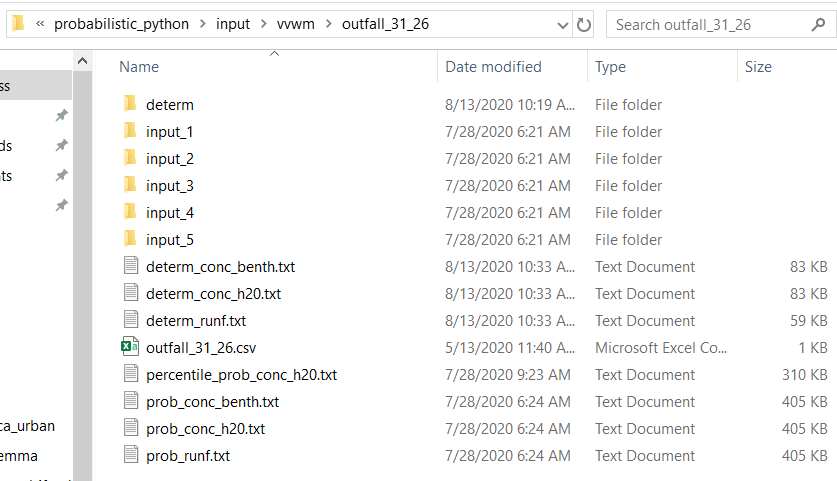 « probabilistic_python > input > vvwm > outfall_31_26 Search outfall_31_26
Name Date modified Type Size
ss
determ 8/13/2020 10:19 A... File folder
input_1 7/28/2020 6:21 AM File folder
ds input_2 7/28/2020 6:21 AM File folder
nts input_3 7/28/2020 6:21 AM File folder
input_4 7/28/2020 6:21 AM File folder
input_5 7/28/2020 6:21 AM File folder
determ_conc_benth.txt 8/13/2020 10:33 A... Text Document 83 KB
determ_conc_h20.txt 8/13/2020 10:33 A... Text Document 83 KB
determ_runf.txt 8/13/2020 10:33 A... Text Document 59 KB
outfall_31_26.csv 5/13/2020 11:40 A... Microsoft Excel Co... 1 KB
percentile_prob_conc_h20.txt 7/28/2020 9:23 AM Text Document 310 KB
prob_conc_benth.txt 7/28/2020 6:24 AM Text Document 405 KB
ca_urban prob_conc_h20.txt 7/28/2020 6:24 AM Text Document 405 KB
emma prob_runf.txt 7/28/2020 6:24 AM Text Document 405 KB